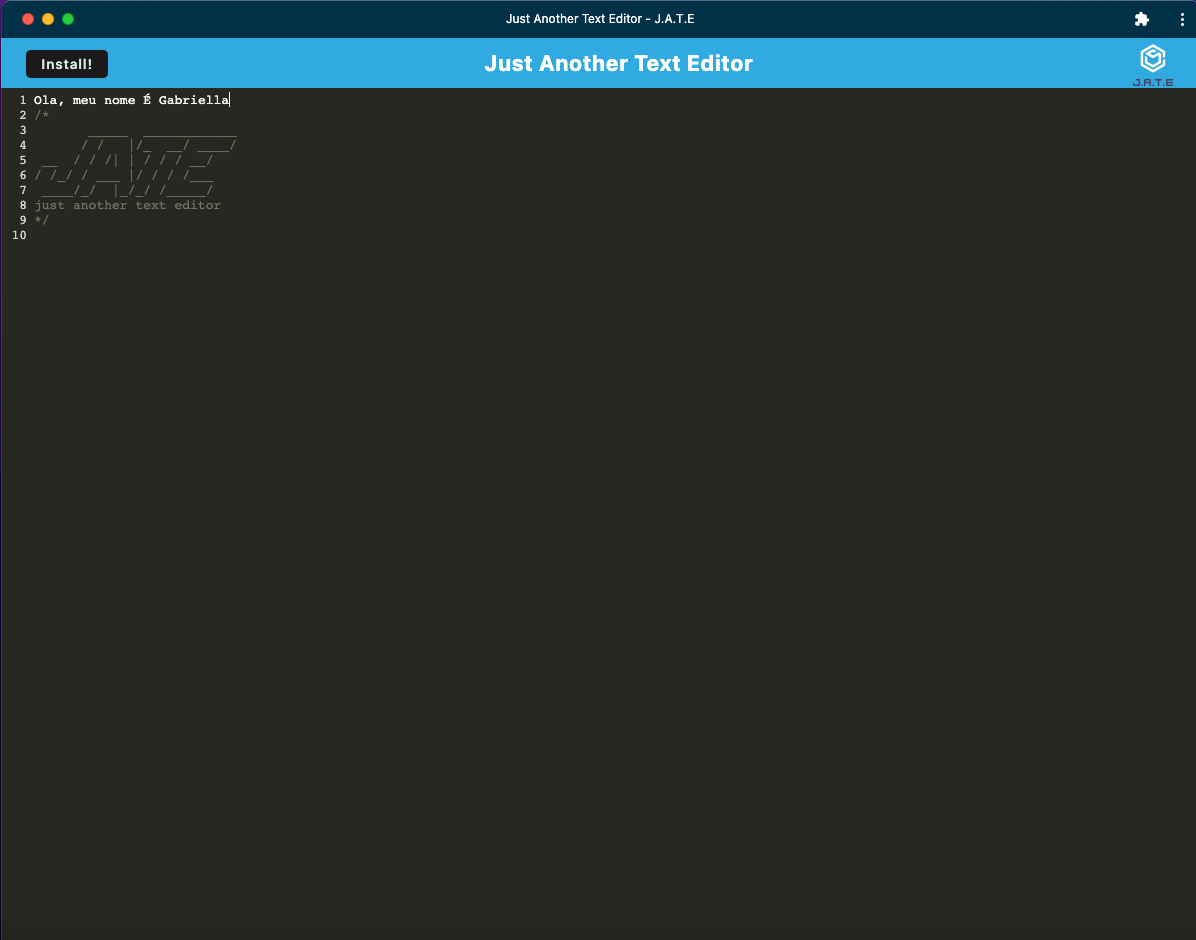 Just Another Text Editor - J.A.T.E
Install!
Just Another Text Editor
J.A.T.E
1 Ola, meu nome É Gabriella
2 /*
3        _____  ____________
4       / /   |/_  __/ ____/
5  __  / / /| | / / / __/
6 / /_/ / ___ |/ / / /___
7  ____/_/  |_/_/ /_____/
8 just another text editor
9 */
10